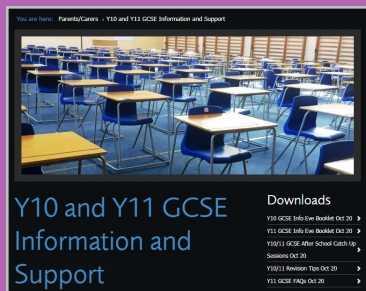 You are here: Parents/Carers › Y10 and Y11 GCSE Information and Support
Y10 and Y11 GCSE
Information and
Support
Downloads
Y10 GCSE Info Eve Booklet Oct 20 >
Y11 GCSE Info Eve Booklet Oct 20 >
Y10/11 GCSE After School Catch Up
Sessions Oct 20 >
Y10/11 Revision Tips Oct 20 >
Y11 GCSE FAQs Oct 20 >